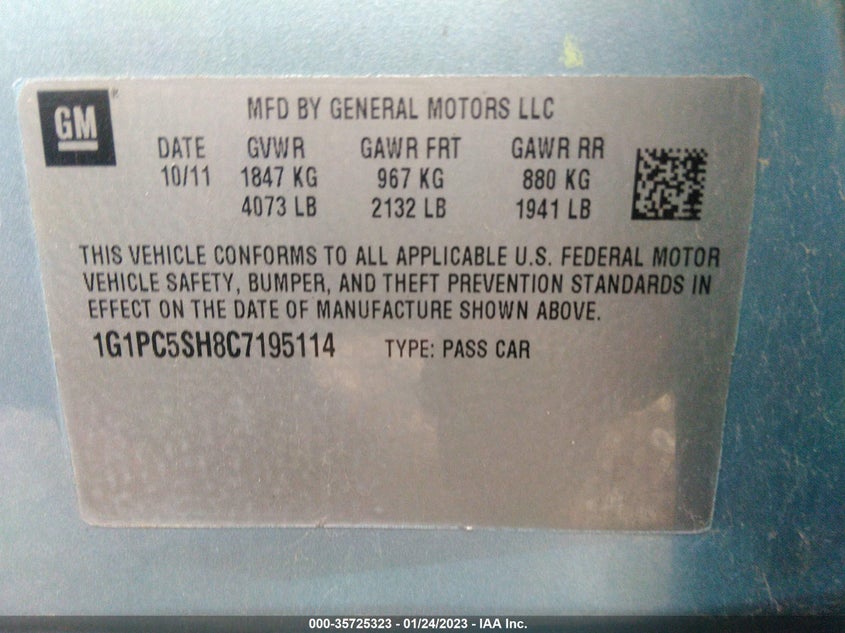 GM®
MFD BY GENERAL MOTORS LLC
DATE GVWR GAWR FRT GAWR RR
10/11 1847 KG 967 KG 880 KG
4073 LB 2132 LB 1941 LB
THIS VEHICLE CONFORMS TO ALL APPLICABLE U.S. FEDERAL MOTOR
VEHICLE SAFETY, BUMPER, AND THEFT PREVENTION STANDARDS IN
EFFECT ON THE DATE OF MANUFACTURE SHOWN ABOVE.
1G1PC5SH8C7195114 TYPE: PASS CAR
000-35725323 — 01/24/2023 — IAA Inc.